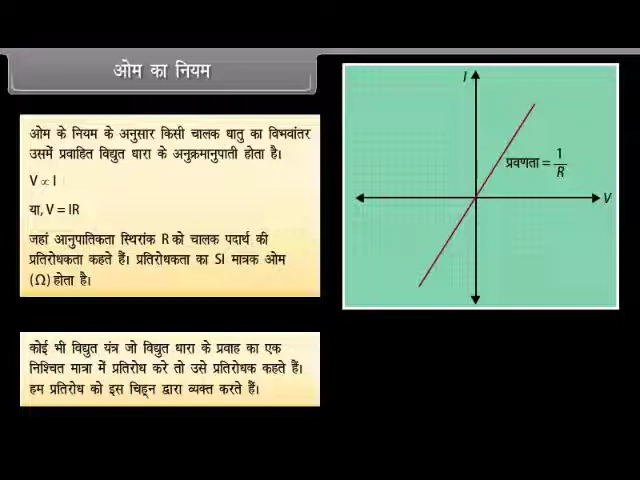 ओम का नियम
ओम के नियम के अनुसार किसी चालक धातु का विभवांतर
उसमें प्रवाहित विद्युत धारा के अनुक्रमानुपाती होता है।
V ∝ I
या, V = IR
जहां आनुपातिकता स्थिरांक R को चालक पदार्थ की
प्रतिरोधकता कहते हैं। प्रतिरोधकता का SI मात्रक ओम
(Ω) होता है।
कोई भी विद्युत यंत्र जो विद्युत धारा के प्रवाह का एक
निश्चित मात्रा में प्रतिरोध करे तो उसे प्रतिरोधक कहते हैं।
हम प्रतिरोध को इस चिह्न द्वारा व्यक्त करते हैं।
I
प्रवणता = 1/R
V